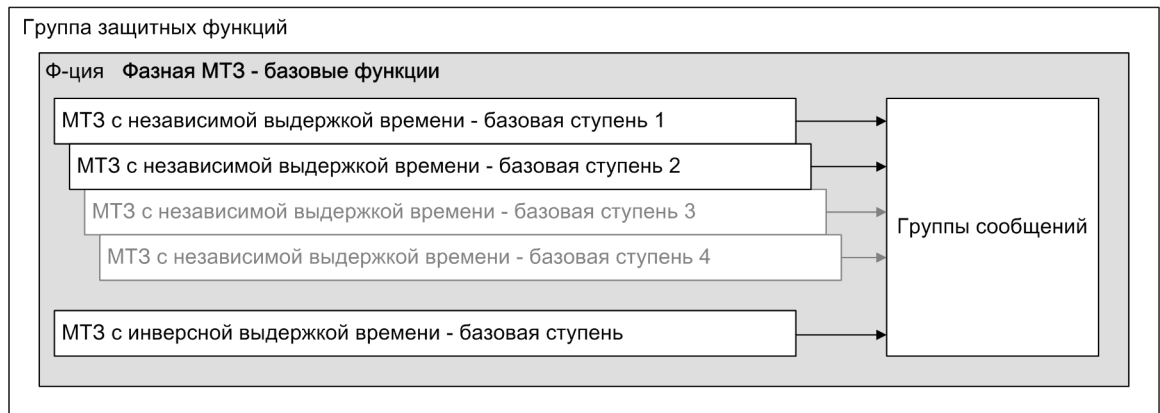 Группа защитных функций
Ф-ция Фазная МТЗ - базовые функции
МТЗ с независимой выдержкой времени - базовая ступень 1
МТЗ с независимой выдержкой времени - базовая ступень 2
МТЗ с независимой выдержкой времени - базовая ступень 3
МТЗ с независимой выдержкой времени - базовая ступень 4
МТЗ с инверсной выдержкой времени - базовая ступень
Группы сообщений